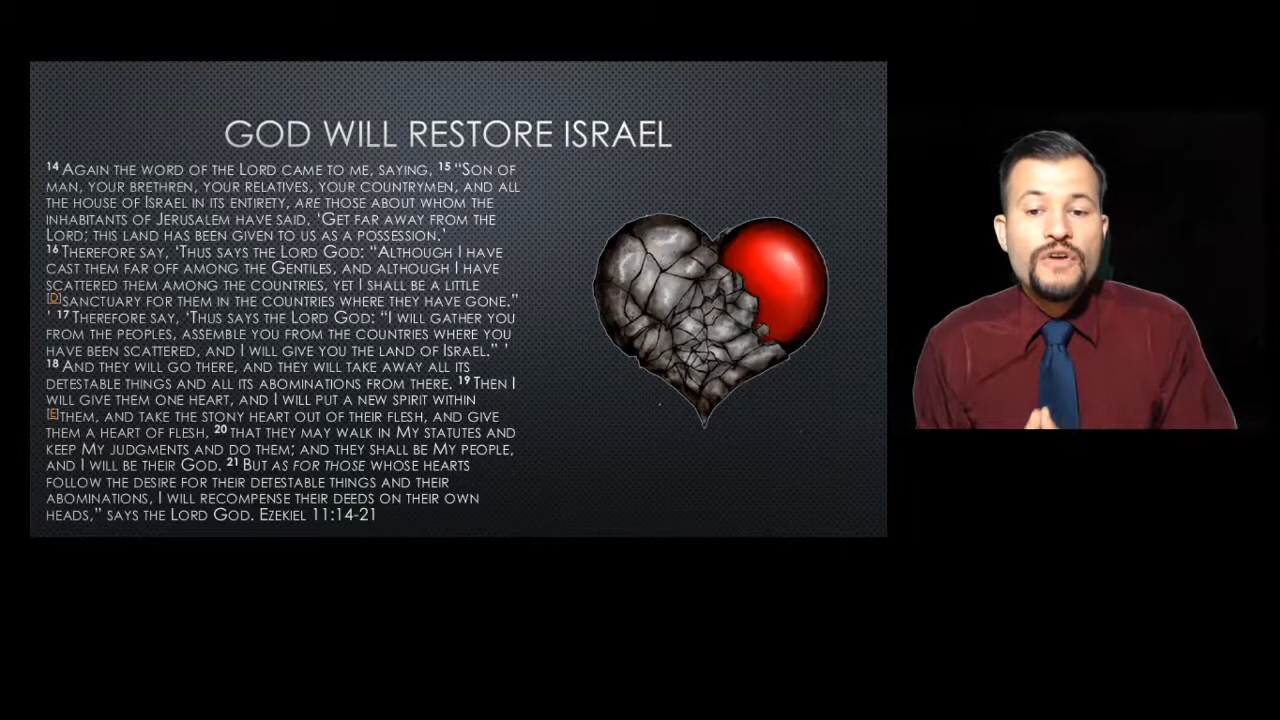 GOD WILL RESTORE ISRAEL
14 AGAIN THE WORD OF THE LORD CAME TO ME, SAYING, 15 “SON OF
MAN, YOUR BRETHREN, YOUR RELATIVES, YOUR COUNTRYMEN, AND ALL
THE HOUSE OF ISRAEL IN ITS ENTIRETY, ARE THOSE ABOUT WHOM THE
INHABITANTS OF JERUSALEM HAVE SAID, ‘GET FAR AWAY FROM THE
LORD; THIS LAND HAS BEEN GIVEN TO US AS A POSSESSION.’
16 THEREFORE SAY, ‘THUS SAYS THE LORD GOD: “ALTHOUGH I HAVE
CAST THEM FAR OFF AMONG THE GENTILES, AND ALTHOUGH I HAVE
SCATTERED THEM AMONG THE COUNTRIES, YET I SHALL BE A LITTLE
[D]SANCTUARY FOR THEM IN THE COUNTRIES WHERE THEY HAVE GONE.”
’ 17 THEREFORE SAY, ‘THUS SAYS THE LORD GOD: “I WILL GATHER YOU
FROM THE PEOPLES, ASSEMBLE YOU FROM THE COUNTRIES WHERE YOU
HAVE BEEN SCATTERED, AND I WILL GIVE YOU THE LAND OF ISRAEL.” ’
18 AND THEY WILL GO THERE, AND THEY WILL TAKE AWAY ALL ITS
DETESTABLE THINGS AND ALL ITS ABOMINATIONS FROM THERE. 19 THEN I
WILL GIVE THEM ONE HEART, AND I WILL PUT A NEW SPIRIT WITHIN
[E]THEM, AND TAKE THE STONY HEART OUT OF THEIR FLESH, AND GIVE
THEM A HEART OF FLESH, 20 THAT THEY MAY WALK IN MY STATUTES AND
KEEP MY JUDGMENTS AND DO THEM; AND THEY SHALL BE MY PEOPLE,
AND I WILL BE THEIR GOD. 21 BUT AS FOR THOSE WHOSE HEARTS
FOLLOW THE DESIRE FOR THEIR DETESTABLE THINGS AND THEIR
ABOMINATIONS, I WILL RECOMPENSE THEIR DEEDS ON THEIR OWN
HEADS,” SAYS THE LORD GOD. EZEKIEL 11:14-21